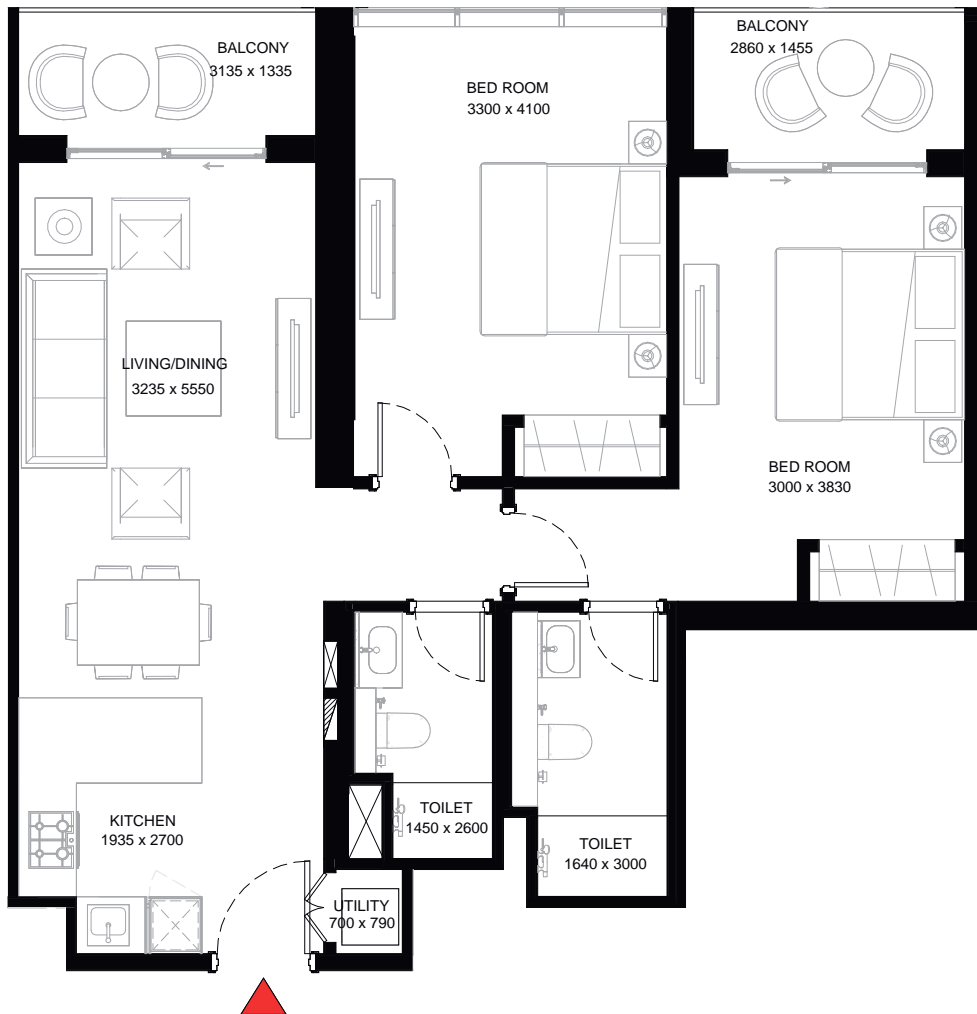 BALCONY
3135 x 1335
BED ROOM
3300 x 4100
BALCONY
2860 x 1455
LIVING/DINING
3235 x 5550
BED ROOM
3000 x 3830
KITCHEN
1935 x 2700
TOILET
1450 x 2600
TOILET
1640 x 3000
UTILITY
700 x 790